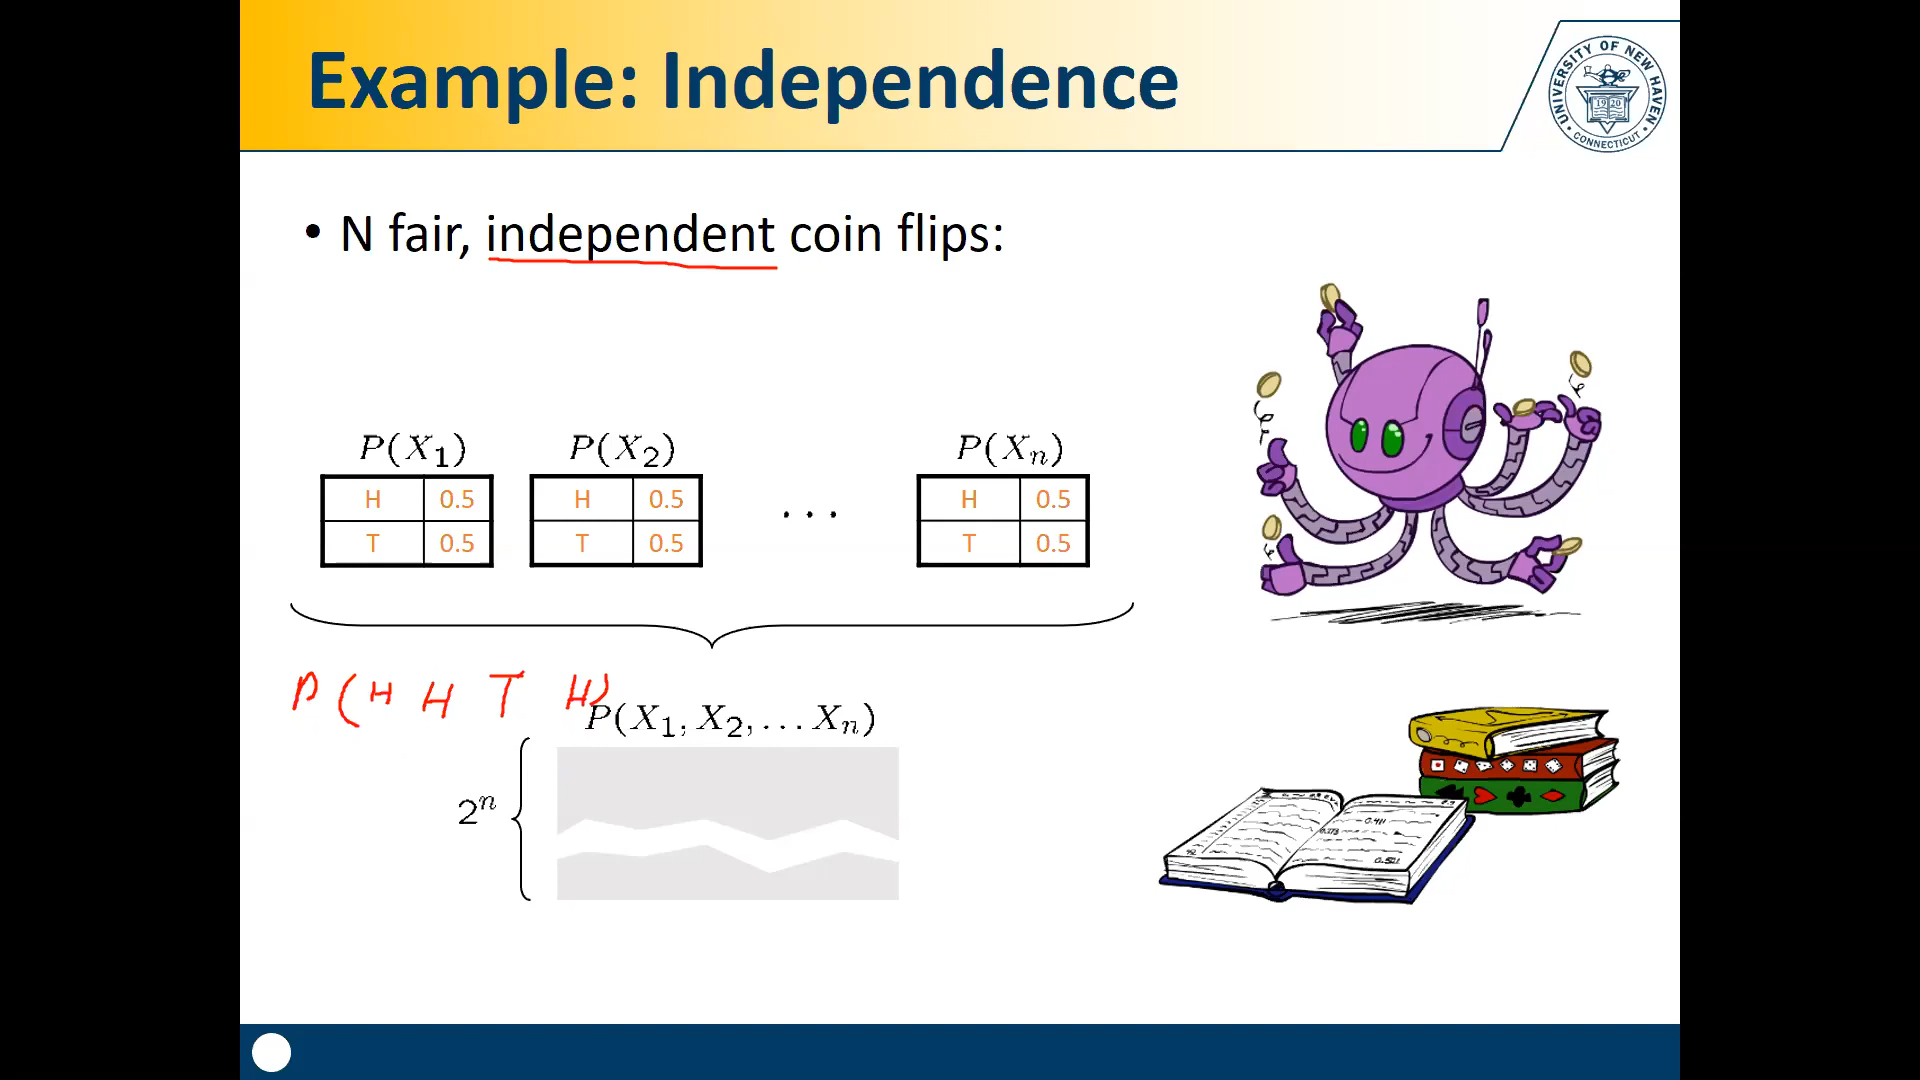 Example: Independence
UNIVERSITY OF NEW HAVEN
1920
CONNECTICUT
• N fair, independent coin flips:
P(X₁) P(X₂) P(Xₙ)
H 0.5 H 0.5 H 0.5
. . .
T 0.5 T 0.5 T 0.5
P(H H T H)
P(X₁, X₂, . . . Xₙ)
2ⁿ